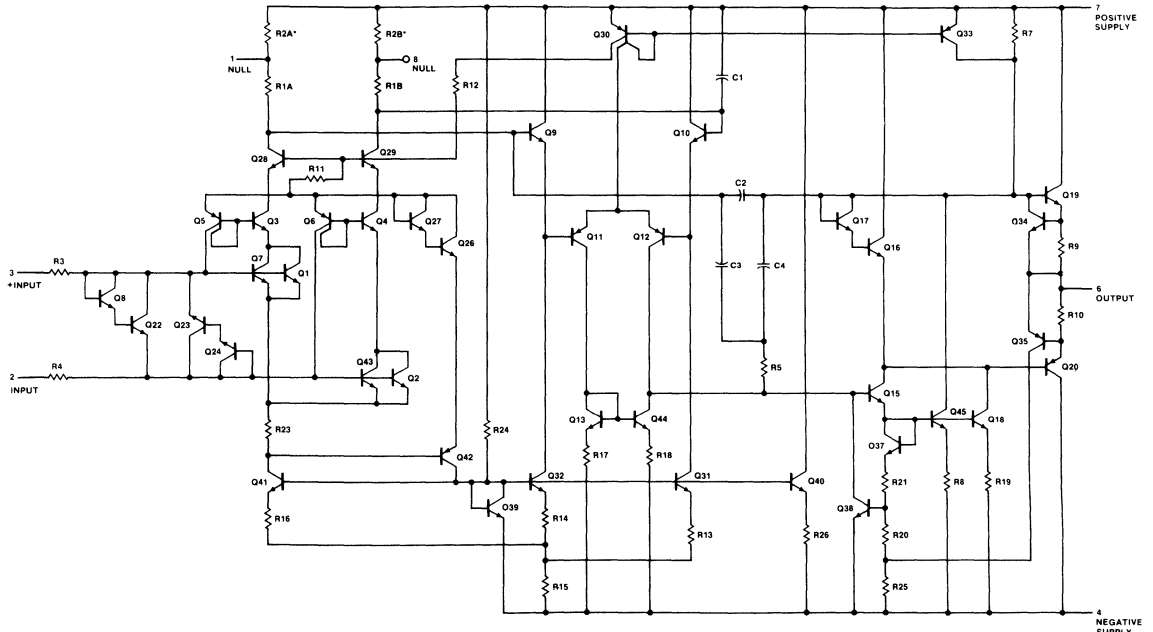 7
POSITIVE
SUPPLY
R2A*
R2B*
Q30
Q33
R7
1
NULL
8
NULL
R1A
R1B
R12
C1
Q9
Q10
Q28
Q29
R11
C2
Q19
Q5
Q3
Q6
Q4
Q27
Q26
Q17
Q16
Q34
Q11
Q12
R9
R3
3
+INPUT
Q7
Q1
C3
C4
6
OUTPUT
Q8
Q22
Q23
Q24
R10
Q35
R4
2
INPUT
Q43
Q2
R5
Q20
Q15
R23
R24
Q13
Q44
Q45
Q18
O37
Q42
R17
R18
Q41
Q32
Q31
Q40
R21
R8
R19
R16
O39
R14
Q38
R13
R26
R20
R15
R25
4
NEGATIVE
SUPPLY